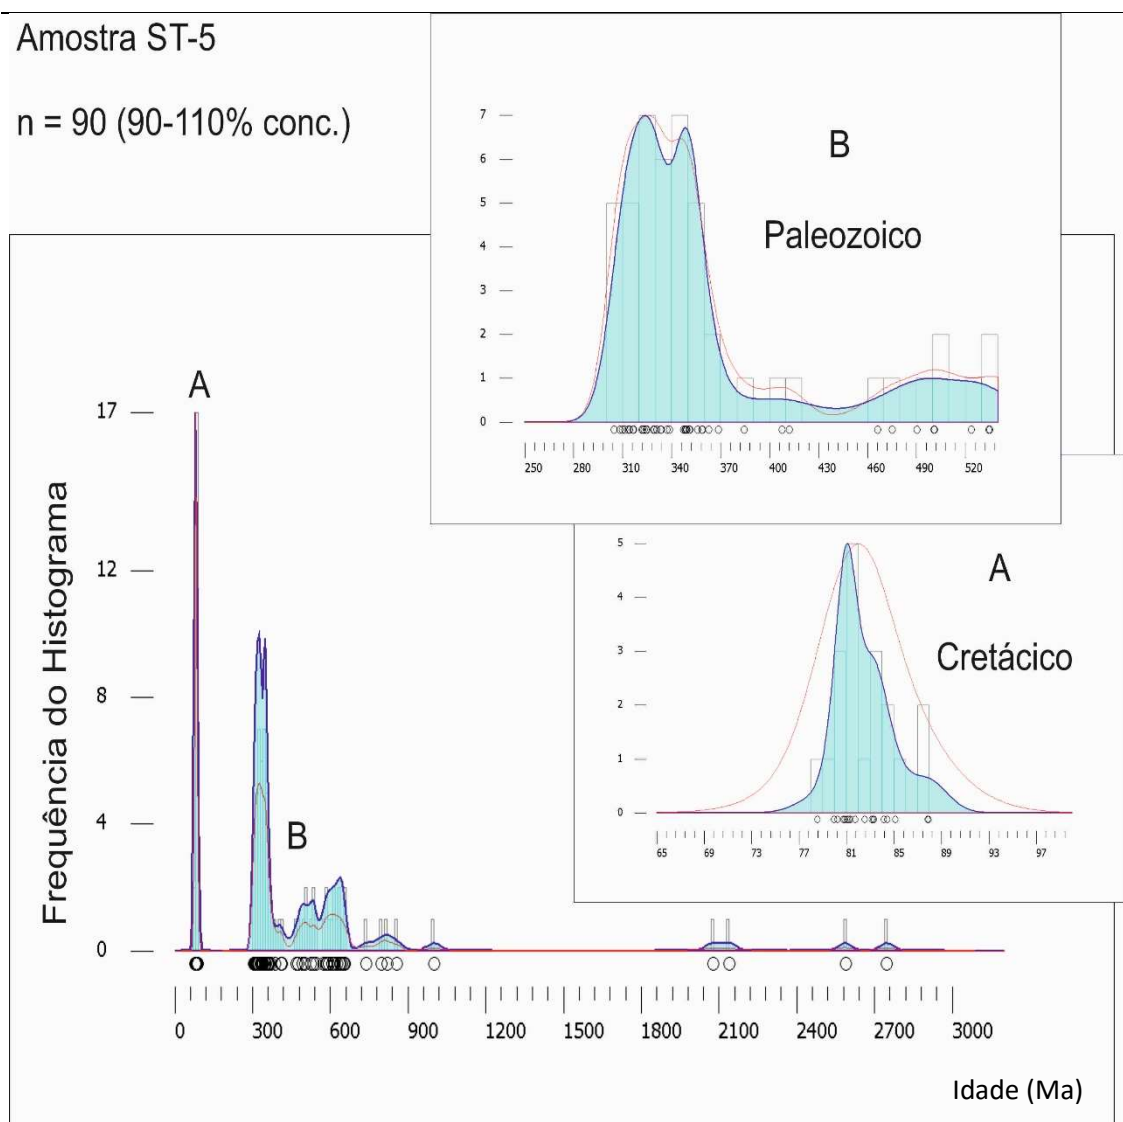 Amostra ST-5
n = 90 (90-110% conc.)
7
6
5
4
3
2
1
0
B
Paleozoico
250 280 310 340 370 400 430 460 490 520
5
4
3
2
1
0
A
Cretácico
65 69 73 77 81 85 89 93 97
Frequência do Histograma
17
12
8
4
0
A
B
0 300 600 900 1200 1500 1800 2100 2400 2700 3000
Idade (Ma)